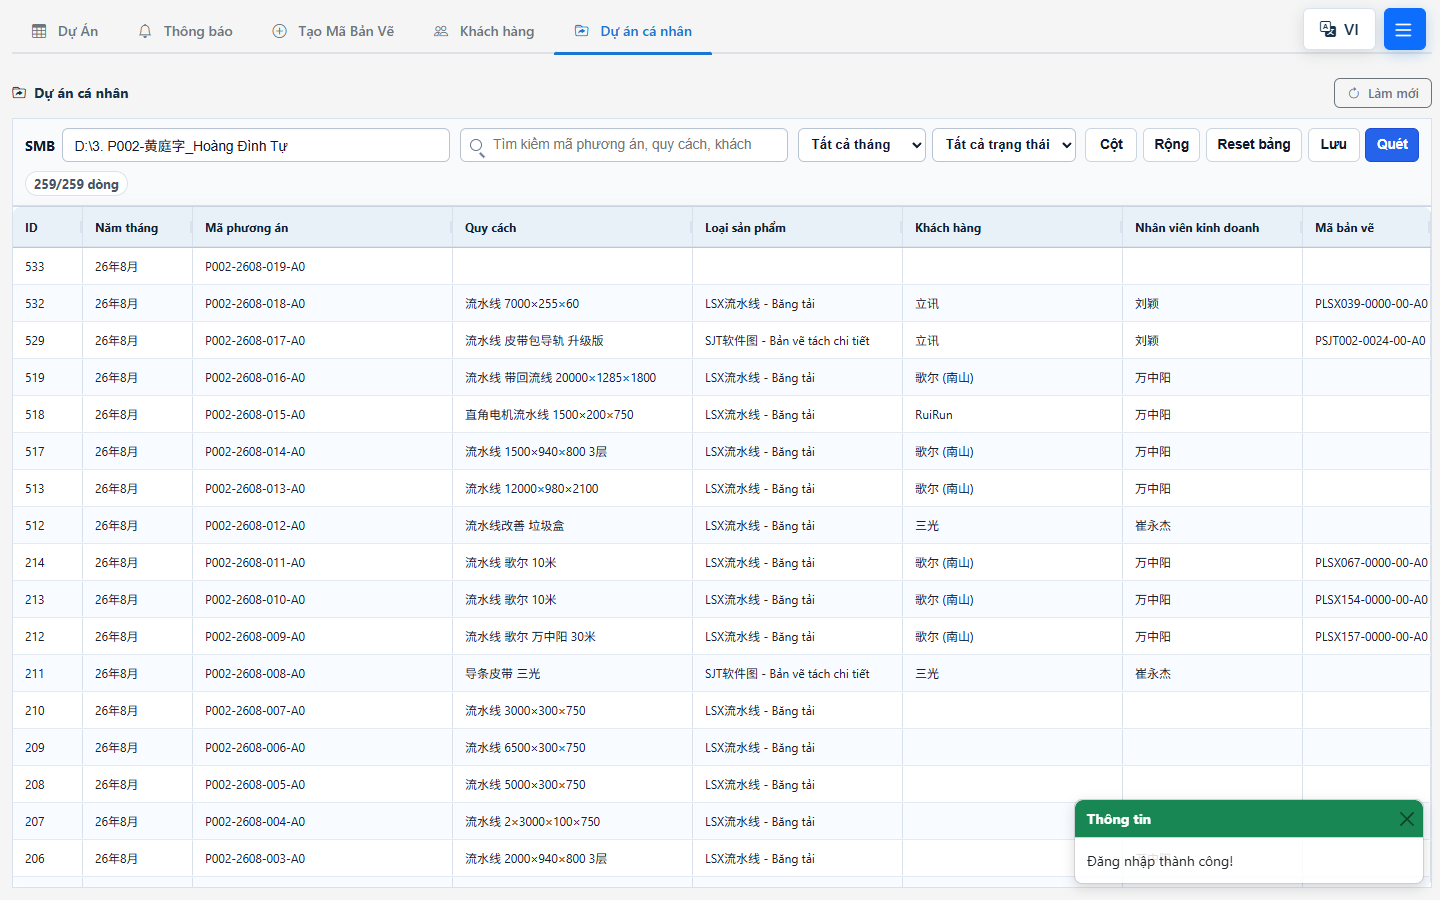 Dự Án
Thông báo
Tạo Mã Bản Vẽ
Khách hàng
Dự án cá nhân
VI
Dự án cá nhân
Làm mới
SMB
D:\3. P002-黄庭字_Hoàng Đình Tự
Tìm kiếm mã phương án, quy cách, khách
Tất cả tháng
Tất cả trạng thái
Cột
Rộng
Reset bảng
Lưu
Quét
259/259 dòng
ID Năm tháng Mã phương án Quy cách Loại sản phẩm Khách hàng Nhân viên kinh doanh Mã bản vẽ
533 26年8月 P002-2608-019-A0
532 26年8月 P002-2608-018-A0 流水线 7000×255×60 LSX流水线 - Băng tải 立讯 刘颖 PLSX039-0000-00-A0
529 26年8月 P002-2608-017-A0 流水线 皮带包导轨 升级版 SJT软件图 - Bản vẽ tách chi tiết 立讯 刘颖 PSJT002-0024-00-A0
519 26年8月 P002-2608-016-A0 流水线 带回流线 20000×1285×1800 LSX流水线 - Băng tải 歌尔 (南山) 万中阳
518 26年8月 P002-2608-015-A0 直角电机流水线 1500×200×750 LSX流水线 - Băng tải RuiRun 万中阳
517 26年8月 P002-2608-014-A0 流水线 1500×940×800 3层 LSX流水线 - Băng tải 歌尔 (南山) 万中阳
513 26年8月 P002-2608-013-A0 流水线 12000×980×2100 LSX流水线 - Băng tải 歌尔 (南山) 万中阳
512 26年8月 P002-2608-012-A0 流水线改善 垃圾盒 LSX流水线 - Băng tải 三光 崔永杰
214 26年8月 P002-2608-011-A0 流水线 歌尔 10米 LSX流水线 - Băng tải 歌尔 (南山) 万中阳 PLSX067-0000-00-A0
213 26年8月 P002-2608-010-A0 流水线 歌尔 10米 LSX流水线 - Băng tải 歌尔 (南山) 万中阳 PLSX154-0000-00-A0
212 26年8月 P002-2608-009-A0 流水线 歌尔 万中阳 30米 LSX流水线 - Băng tải 歌尔 (南山) 万中阳 PLSX157-0000-00-A0
211 26年8月 P002-2608-008-A0 导条皮带 三光 SJT软件图 - Bản vẽ tách chi tiết 三光 崔永杰
210 26年8月 P002-2608-007-A0 流水线 3000×300×750 LSX流水线 - Băng tải
209 26年8月 P002-2608-006-A0 流水线 6500×300×750 LSX流水线 - Băng tải
208 26年8月 P002-2608-005-A0 流水线 5000×300×750 LSX流水线 - Băng tải
207 26年8月 P002-2608-004-A0 流水线 2×3000×100×750 LSX流水线 - Băng tải
206 26年8月 P002-2608-003-A0 流水线 2000×940×800 3层 LSX流水线 - Băng tải
Thông tin
Đăng nhập thành công!